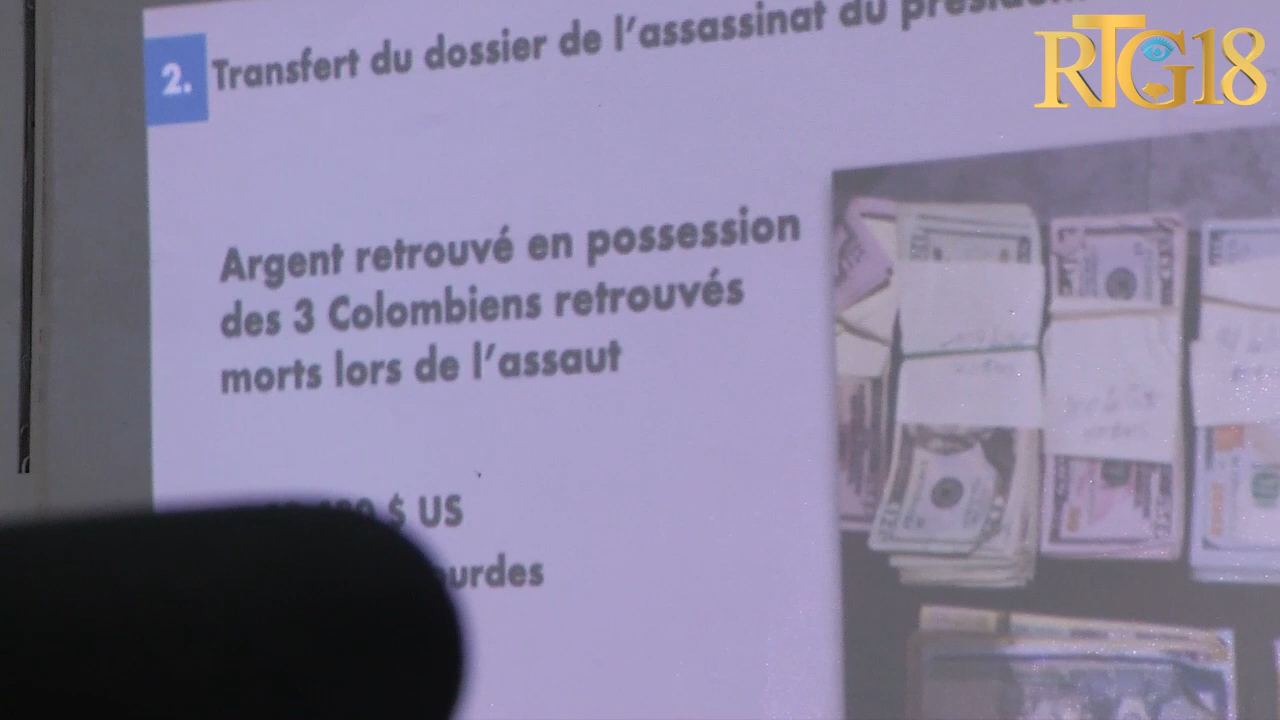 RTG18
2. Transfert du dossier de l'assassinat du
Argent retrouvé en possession
des 3 Colombiens retrouvés
morts lors de l'assaut
$ US